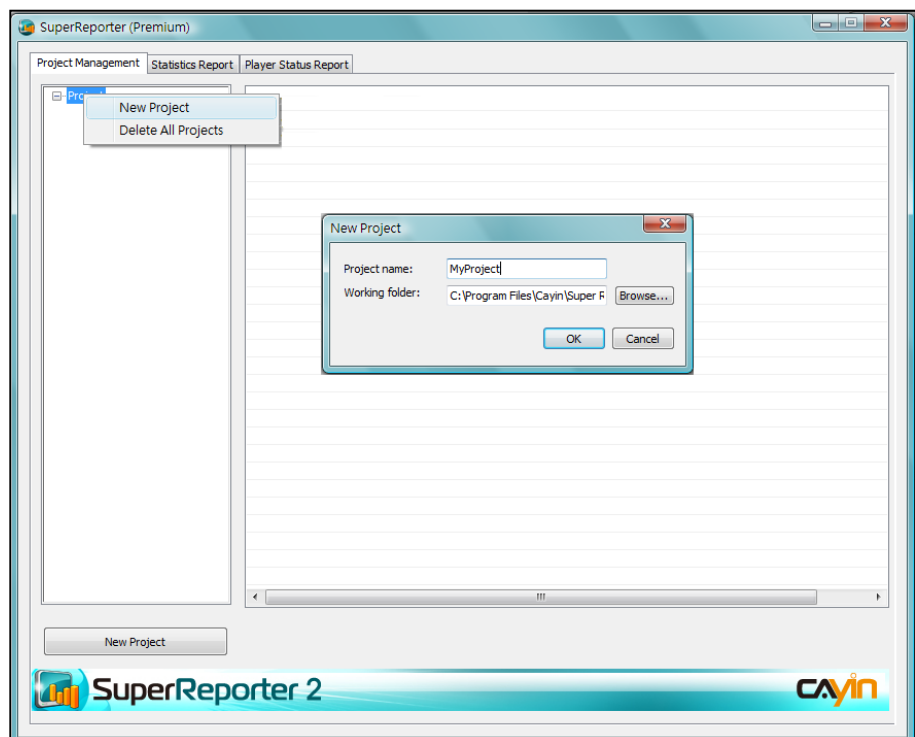 SuperReporter (Premium)
Project Management Statistics Report Player Status Report
New Project
Delete All Projects
New Project
Project name: MyProject
Working folder: C:\Program Files\Cayin\Super R Browse...
OK Cancel
New Project
SuperReporter 2 CAYIN